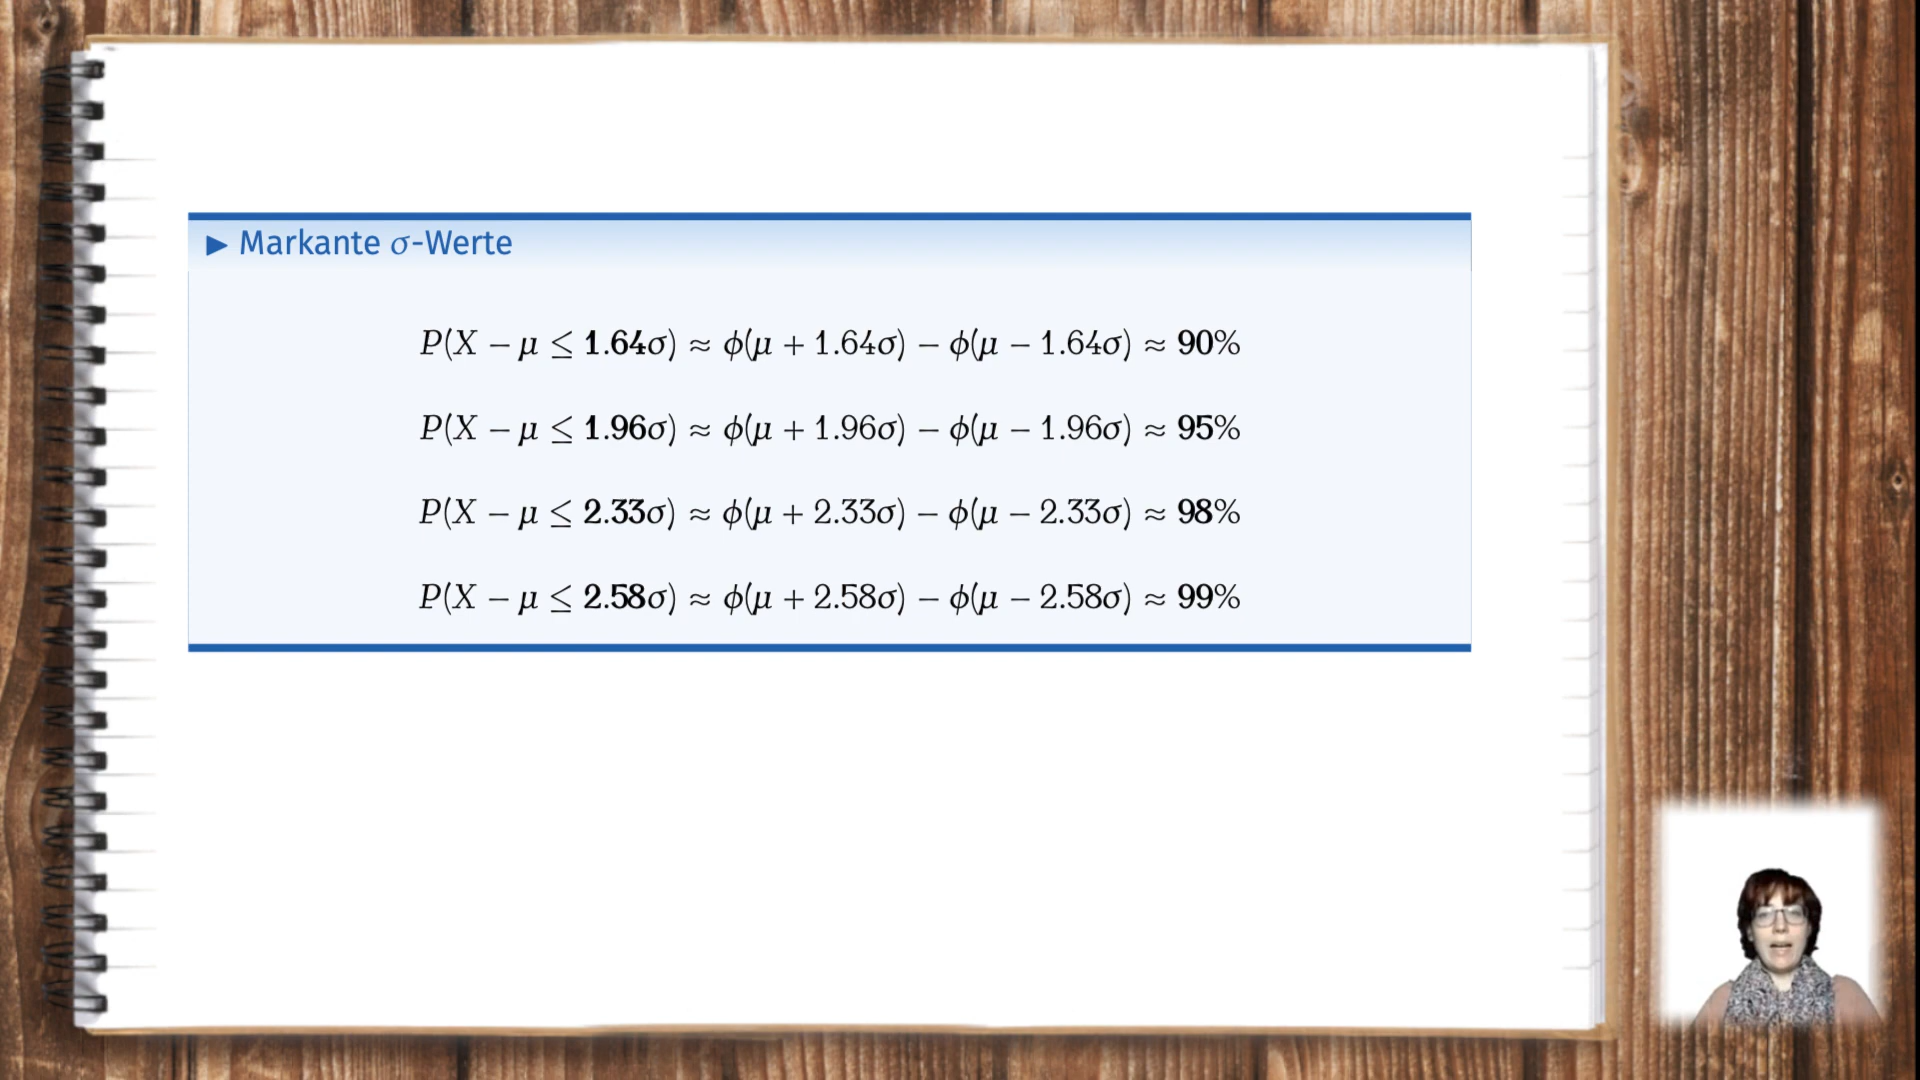 ► Markante σ-Werte
P(X − μ ≤ 1.64σ) ≈ ϕ(μ + 1.64σ) − ϕ(μ − 1.64σ) ≈ 90%
P(X − μ ≤ 1.96σ) ≈ ϕ(μ + 1.96σ) − ϕ(μ − 1.96σ) ≈ 95%
P(X − μ ≤ 2.33σ) ≈ ϕ(μ + 2.33σ) − ϕ(μ − 2.33σ) ≈ 98%
P(X − μ ≤ 2.58σ) ≈ ϕ(μ + 2.58σ) − ϕ(μ − 2.58σ) ≈ 99%